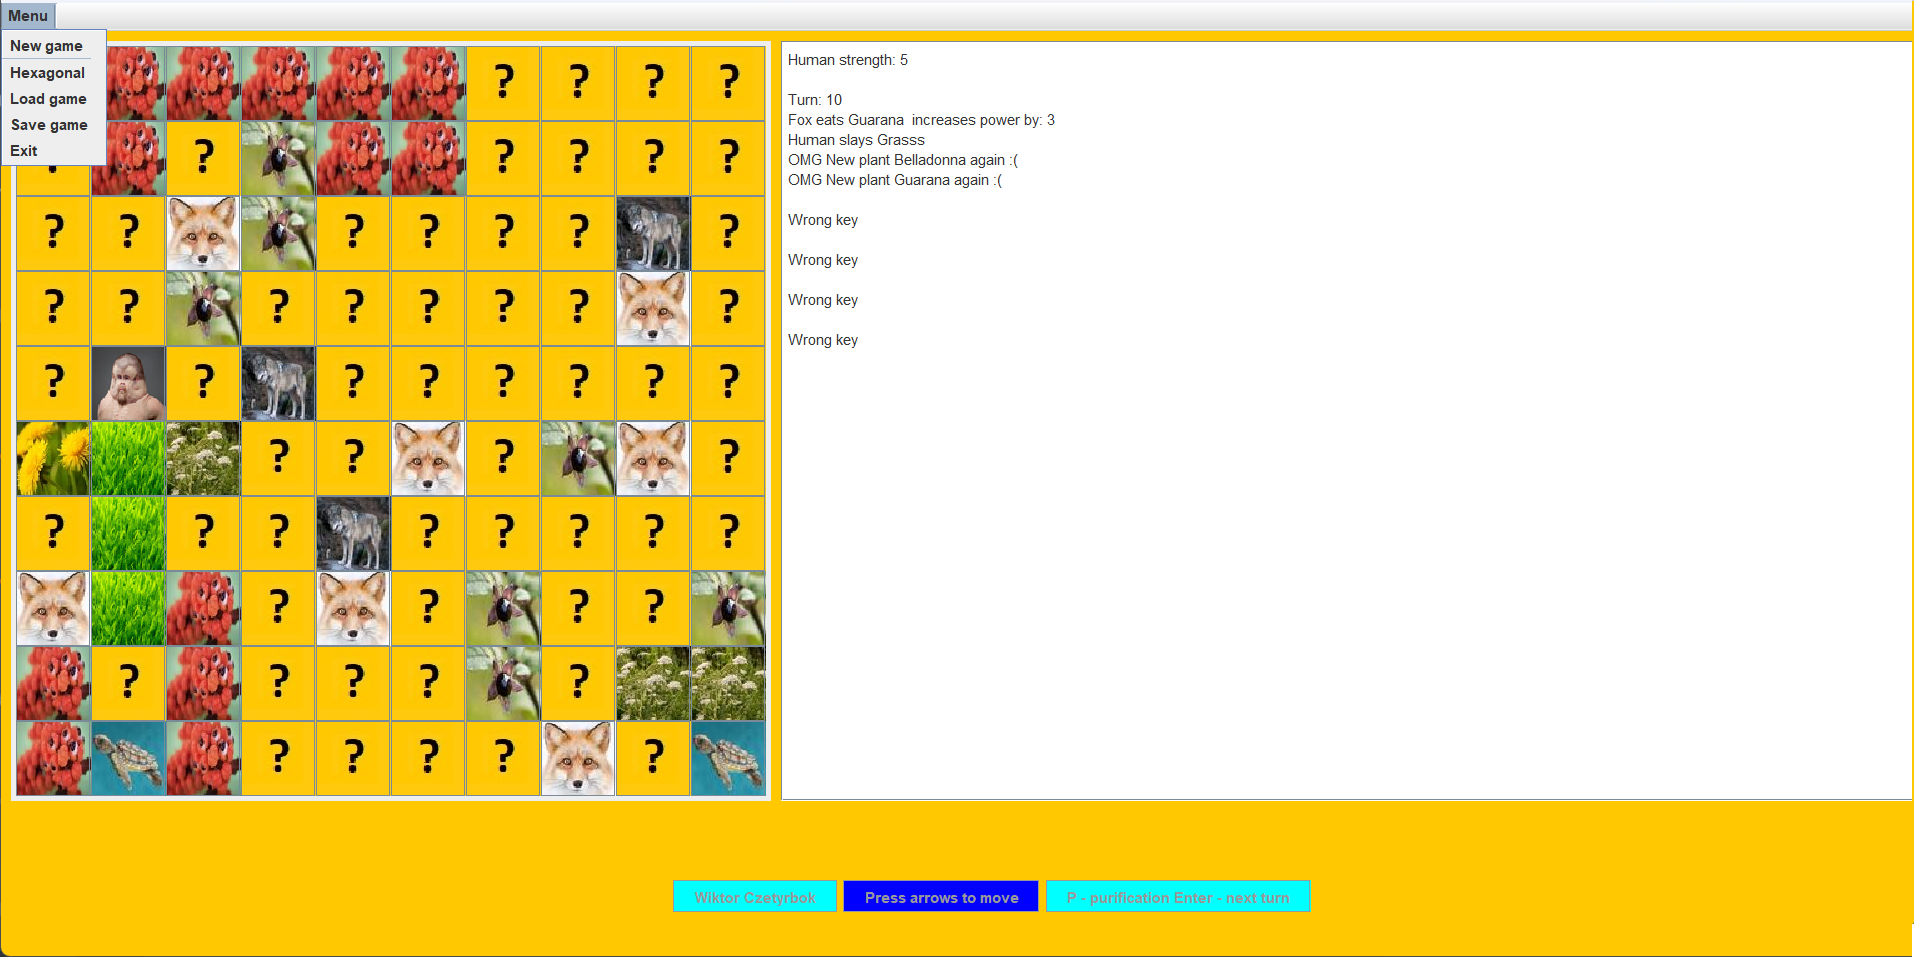 Menu
New game
Hexagonal
Load game
Save game
Exit
? ? ? ?
? ? ? ? ?
? ? ? ? ? ? ?
? ? ? ? ? ? ? ?
? ? ? ? ? ? ? ?
? ? ? ?
? ? ? ? ? ? ? ?
? ? ? ?
? ? ? ? ?
? ? ? ? ?
Human strength: 5
Turn: 10
Fox eats Guarana  increases power by: 3
Human slays Grasss
OMG New plant Belladonna again :(
OMG New plant Guarana again :(
Wrong key
Wrong key
Wrong key
Wrong key
Wiktor Czetyrbok
Press arrows to move
P - purification Enter - next turn